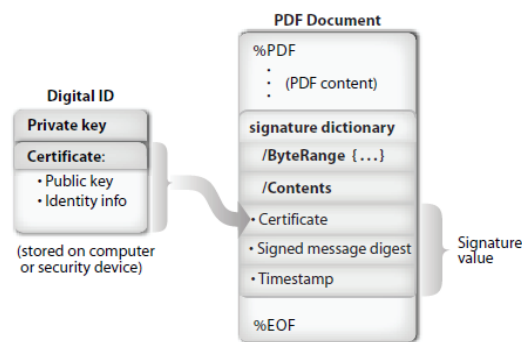 PDF Document
%PDF
(PDF content)
Digital ID
Private key
Certificate:
• Public key
• Identity info
(stored on computer
or security device)
signature dictionary
/ByteRange {...}
/Contents
• Certificate
• Signed message digest
• Timestamp
%EOF
Signature
value